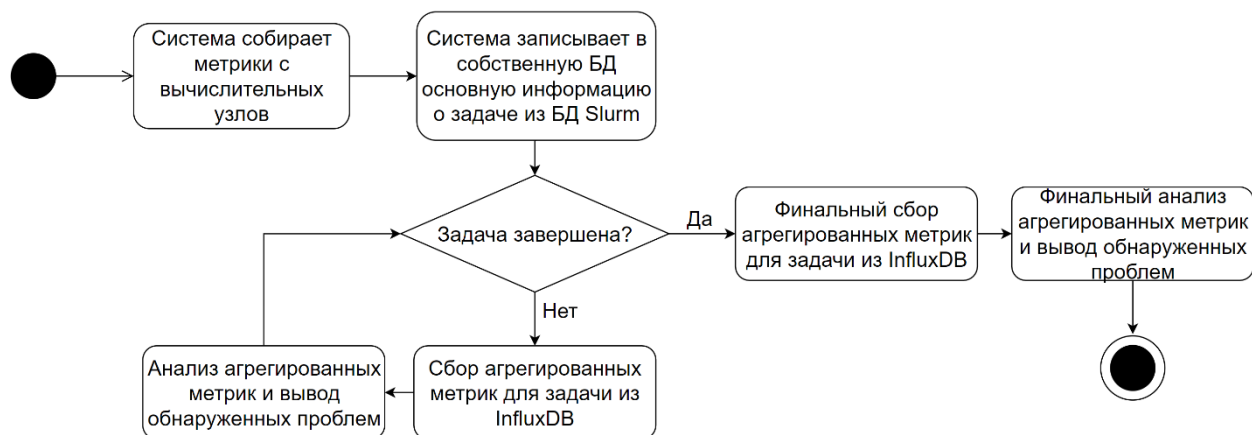 Система собирает
метрики с
вычислительных
узлов
Система записывает в
собственную БД
основную информацию
о задаче из БД Slurm
Задача завершена?
Да
Финальный сбор
агрегированных метрик
для задачи из InfluxDB
Финальный анализ
агрегированных метрик
и вывод обнаруженных
проблем
Нет
Сбор агрегированных
метрик для задачи из
InfluxDB
Анализ агрегированных
метрик и вывод
обнаруженных проблем